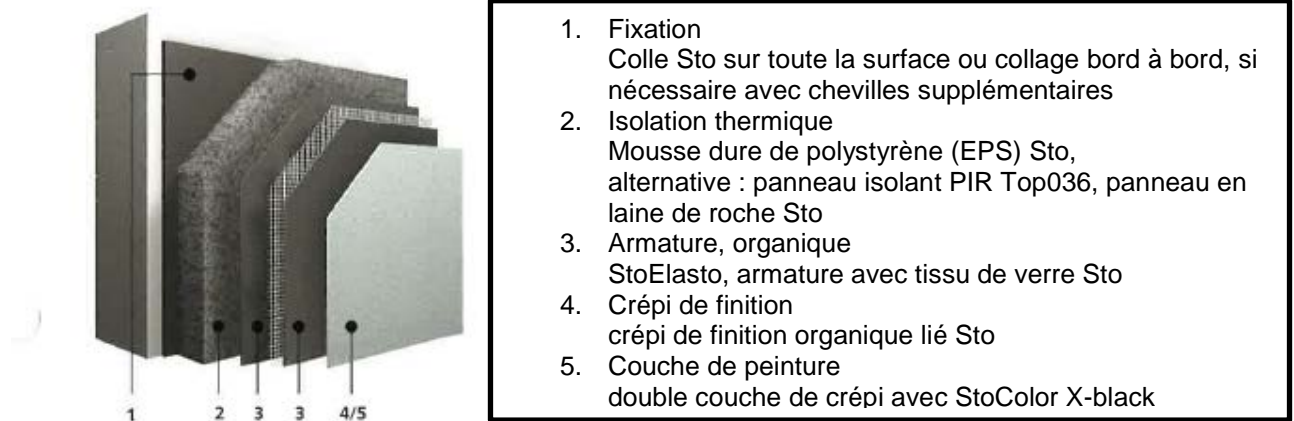 1. Fixation
Colle Sto sur toute la surface ou collage bord à bord, si
nécessaire avec chevilles supplémentaires
2. Isolation thermique
Mousse dure de polystyrène (EPS) Sto,
alternative : panneau isolant PIR Top036, panneau en
laine de roche Sto
3. Armature, organique
StoElasto, armature avec tissu de verre Sto
4. Crépi de finition
crépi de finition organique lié Sto
5. Couche de peinture
double couche de crépi avec StoColor X-black
1 2 3 3 4/5